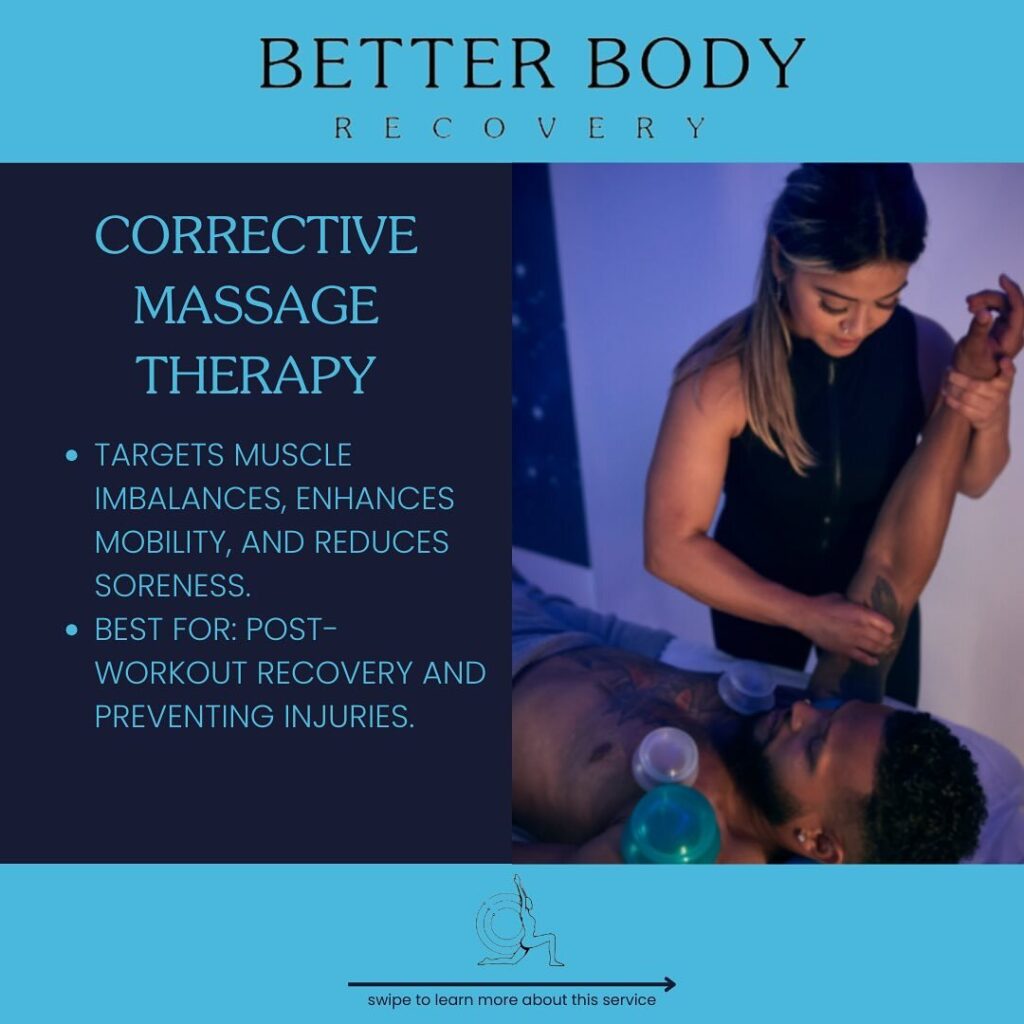 BETTER BODY
RECOVERY
CORRECTIVE
MASSAGE
THERAPY
• TARGETS MUSCLE
IMBALANCES, ENHANCES
MOBILITY, AND REDUCES
SORENESS.
• BEST FOR: POST-
WORKOUT RECOVERY AND
PREVENTING INJURIES.
swipe to learn more about this service